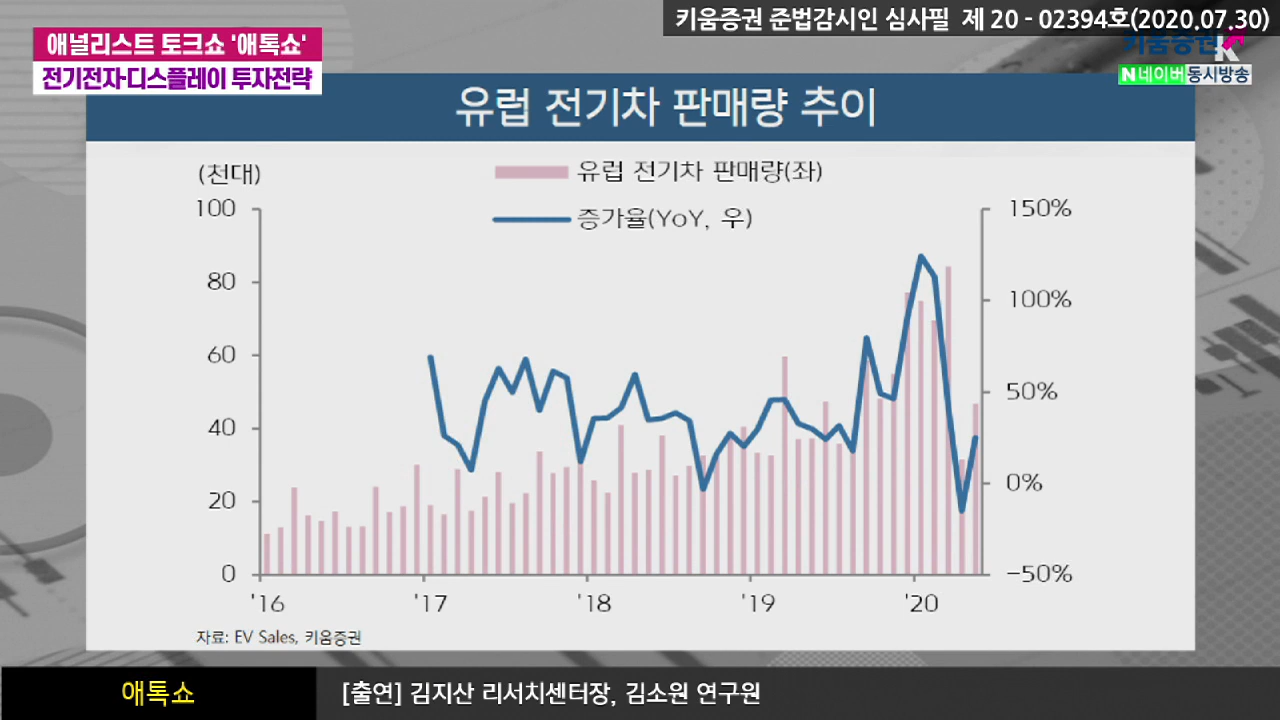 키움증권 준법감시인 심사필 제 20 - 02394호(2020.07.30)
애널리스트 토크쇼 '애톡쇼'
전기전자·디스플레이 투자전략
키움증권
N네이버 동시방송
유럽 전기차 판매량 추이
(천대)
유럽 전기차 판매량(좌)
증가율(YoY, 우)
100
80
60
40
20
0
150%
100%
50%
0%
-50%
'16
'17
'18
'19
'20
자료: EV Sales, 키움증권
애톡쇼
[출연] 김지산 리서치센터장, 김소원 연구원